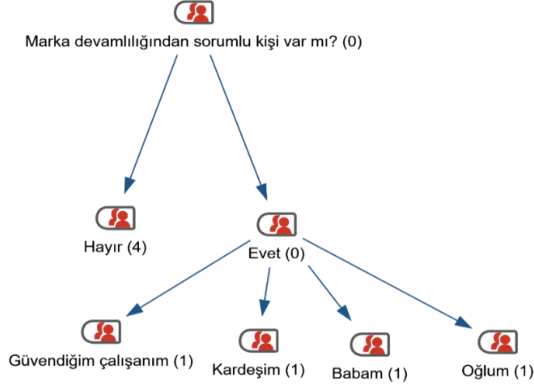 Marka devamlılığından sorumlu kişi var mı? (0)
Hayır (4)
Evet (0)
Güvendiğim çalışanım (1)
Kardeşim (1)
Babam (1)
Oğlum (1)